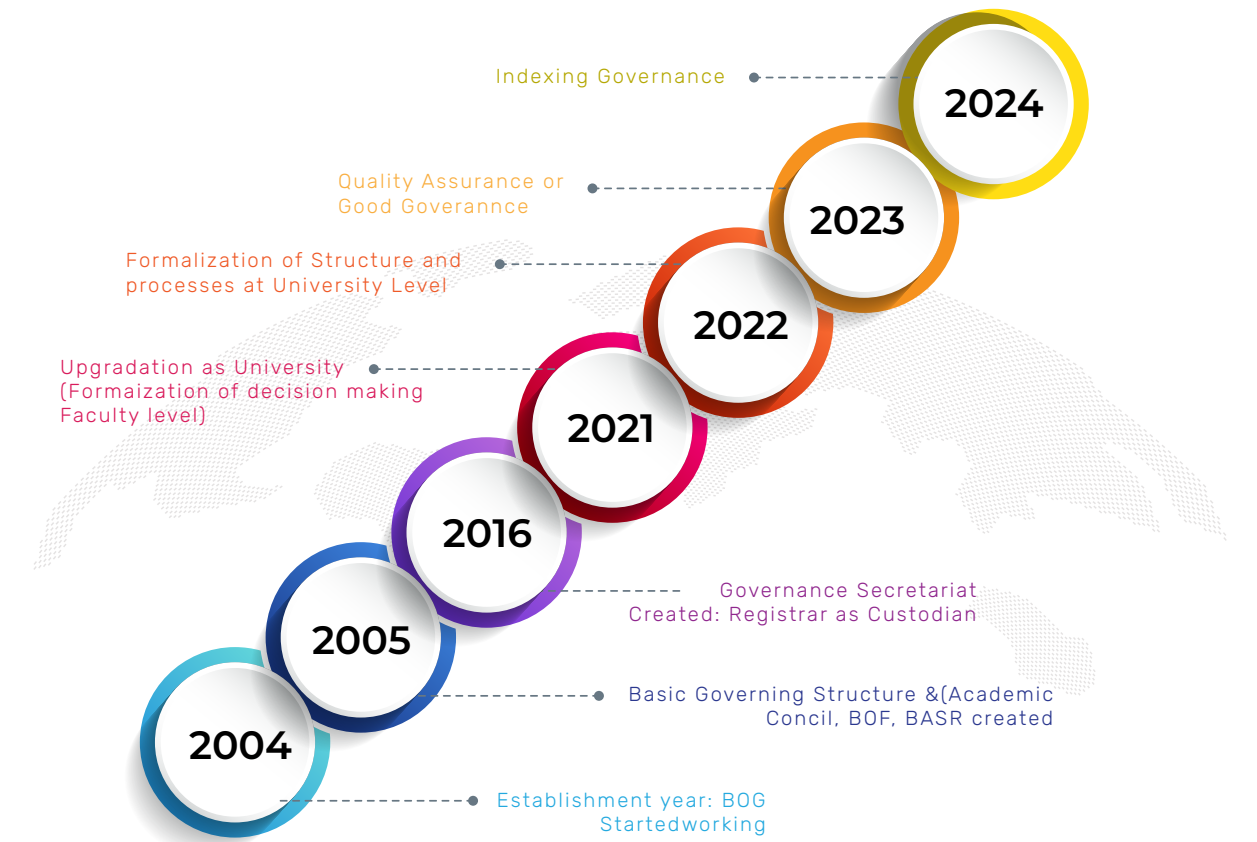 Indexing Governance
2024
Quality Assurance or
Good Goverannce
2023
Formalization of Structure and
processes at University Level
2022
Upgradation as University
(Formaization of decision making
Faculty level)
2021
2016
Governance Secretariat
Created: Registrar as Custodian
2005
Basic Governing Structure &(Academic
Concil, BOF, BASR created
2004
Establishment year: BOG
Startedworking